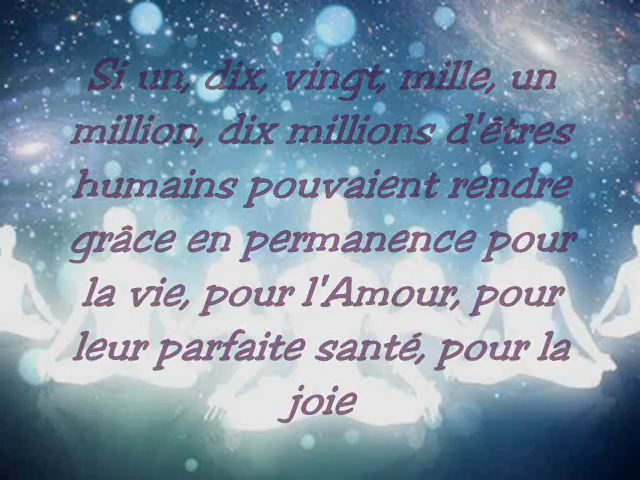 Si un, dix, vingt, mille, un
million, dix millions d'êtres
humains pouvaient rendre
grâce en permanence pour
la vie, pour l'Amour, pour
leur parfaite santé, pour la
joie